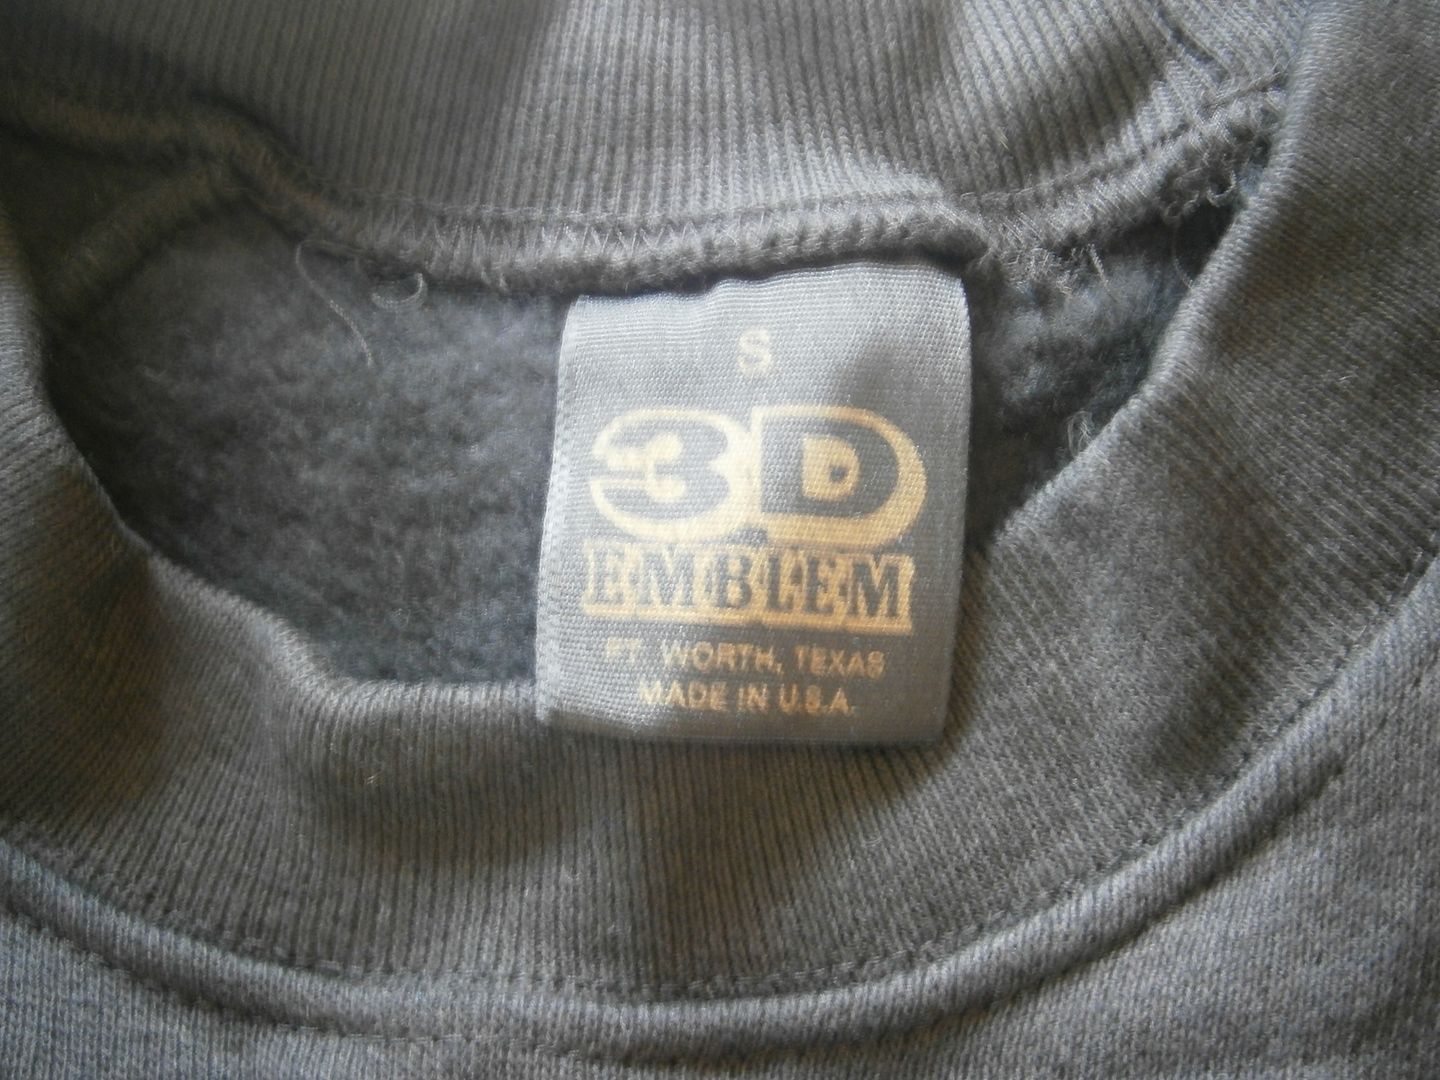 S
3D
EMBLEM
FT. WORTH, TEXAS
MADE IN U.S.A.